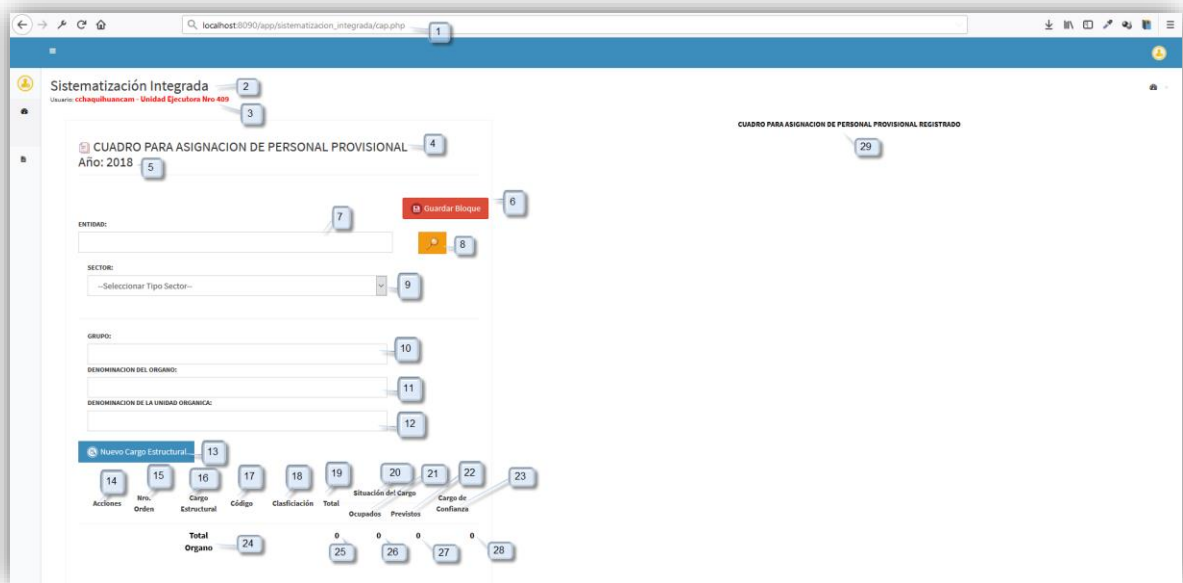 localhost:8090/app/sistematizacion_integrada/cap.php
1
Sistematización Integrada
2
Usuario: cchaquihuancam - Unidad Ejecutora Nro 409
3
CUADRO PARA ASIGNACION DE PERSONAL PROVISIONAL REGISTRADO
29
CUADRO PARA ASIGNACION DE PERSONAL PROVISIONAL
4
Año: 2018
5
Guardar Bloque
6
7
ENTIDAD:
8
SECTOR:
--Seleccionar Tipo Sector--
9
GRUPO:
10
DENOMINACION DEL ORGANO:
11
DENOMINACION DE LA UNIDAD ORGANICA:
12
Nuevo Cargo Estructural...
13
14 15 16 17 18 19 20 21 22 23
Acciones
Nro.
Orden
Cargo
Estructural
Código
Clasficiación
Total
Situación del Cargo
Ocupados Previstos
Cargo de
Confianza
Total
Organo
24
0 0 0 0
25 26 27 28